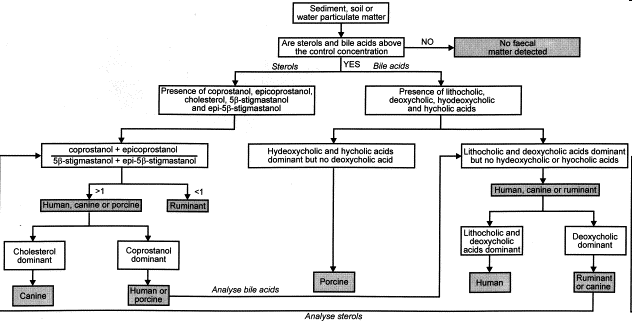 Sediment, soil or
water particulate matter
Are sterols and bile acids above
the control concentration
NO
No faecal
matter detected
YES
Sterols
Bile acids
Presence of coprostanol, epicoprostanol,
cholesterol, 5β-stigmastanol
and epi-5β-stigmastanol
Presence of lithocholic,
deoxycholic, hyodeoxycholic
and hycholic acids
coprostanol + epicoprostanol
5β-stigmastanol + epi-5β-stigmastanol
Hydeoxycholic and hycholic acids
dominant but no deoxycholic acid
Lithocholic and deoxycholic acids dominant
but no hydeoxycholic or hyocholic acids
>1
<1
Human, canine or porcine
Ruminant
Human, canine or ruminant
Cholesterol
dominant
Coprostanol
dominant
Lithocholic and
deoxycholic
acids dominant
Deoxycholic
dominant
Canine
Human or
porcine
Analyse bile acids
Porcine
Human
Ruminant
or canine
Analyse sterols